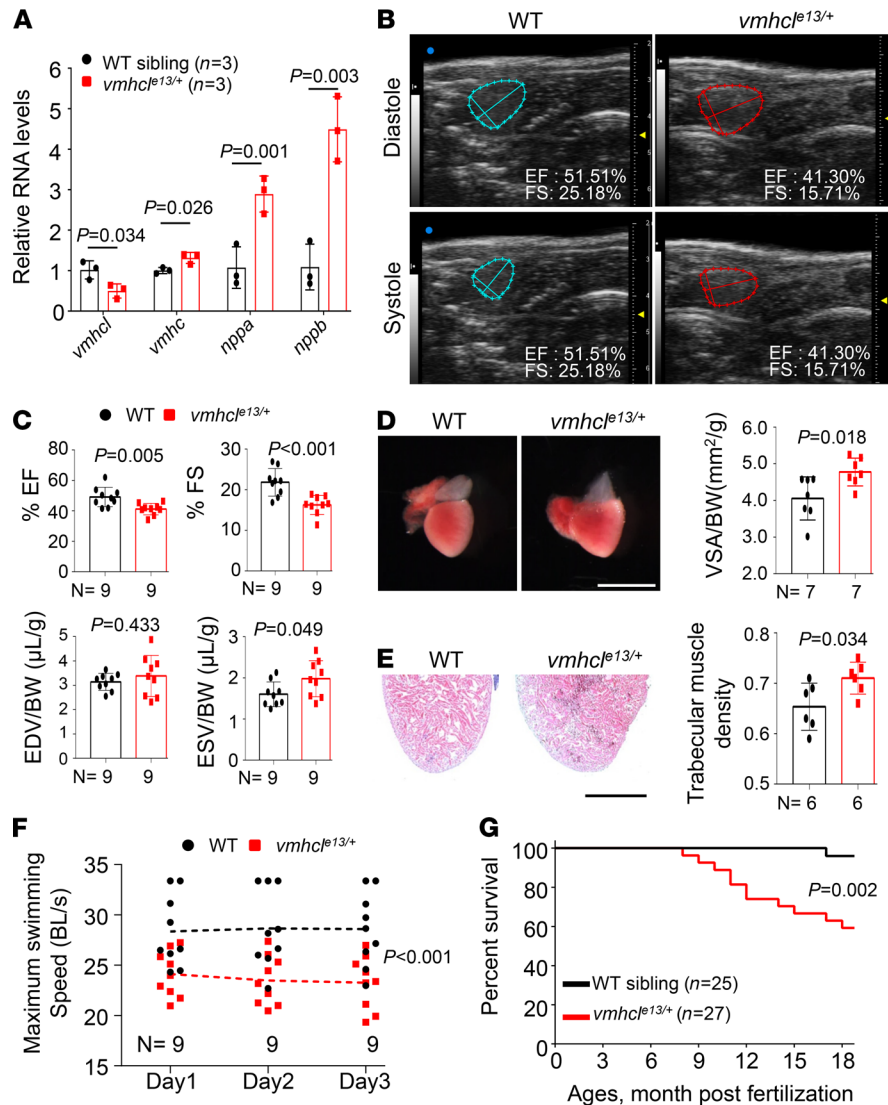 A
WT sibling (n=3)
vmhcl^e13/+ (n=3)
P=0.003
P=0.001
P=0.026
P=0.034
Relative RNA levels
6
5
4
3
2
1
0
vmhcl
vmhc
nppa
nppb
B
WT
vmhcl^e13/+
Diastole
EF : 51.51%
FS: 25.18%
EF : 41.30%
FS: 15.71%
Systole
EF : 51.51%
FS: 25.18%
EF : 41.30%
FS: 15.71%
C
WT
vmhcl^e13/+
% EF
80
60
40
20
0
P=0.005
N= 9
9
% FS
30
20
10
0
P<0.001
9
9
EDV/BW (µL/g)
5
4
3
2
1
0
P=0.433
N= 9
9
ESV/BW (µL/g)
3
2
1
0
P=0.049
N= 9
9
D
WT
vmhcl^e13/+
VSA/BW(mm²/g)
5.0
4.0
3.0
2.0
P=0.018
N= 7
7
E
WT
vmhcl^e13/+
Trabecular muscle
density
0.7
0.6
0.5
P=0.034
N= 6
6
F
WT
vmhcl^e13/+
Maximum swimming
Speed (BL/s)
35
30
25
20
15
P<0.001
N= 9
9
9
Day1
Day2
Day3
G
Percent survival
100
80
60
40
20
0
P=0.002
WT sibling (n=25)
vmhcl^e13/+ (n=27)
0
3
6
9
12
15
18
Ages, month post fertilization